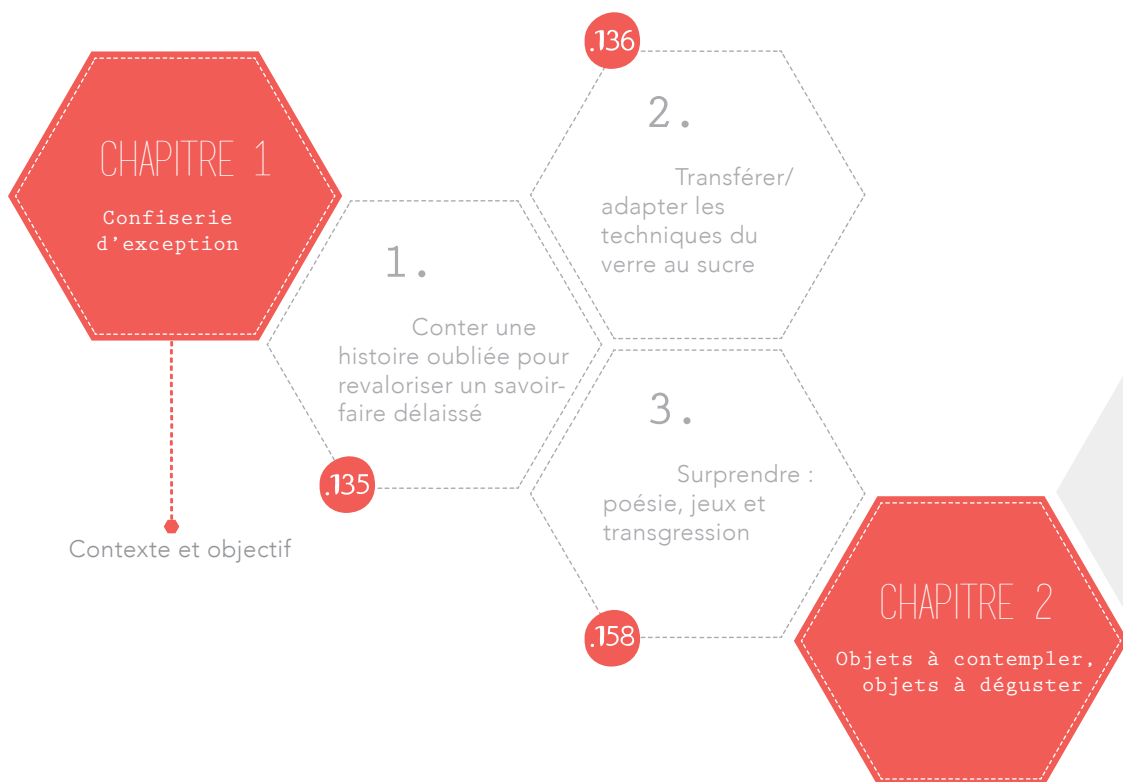 CHAPITRE 1
Confiserie
d'exception
Contexte et objectif
1.
Conter une
histoire oubliée pour
revaloriser un savoir-
faire délaissé
.135
.136
2.
Transférer/
adapter les
techniques du
verre au sucre
3.
Surprendre :
poésie, jeux et
transgression
.158
CHAPITRE 2
Objets à contempler,
objets à déguster